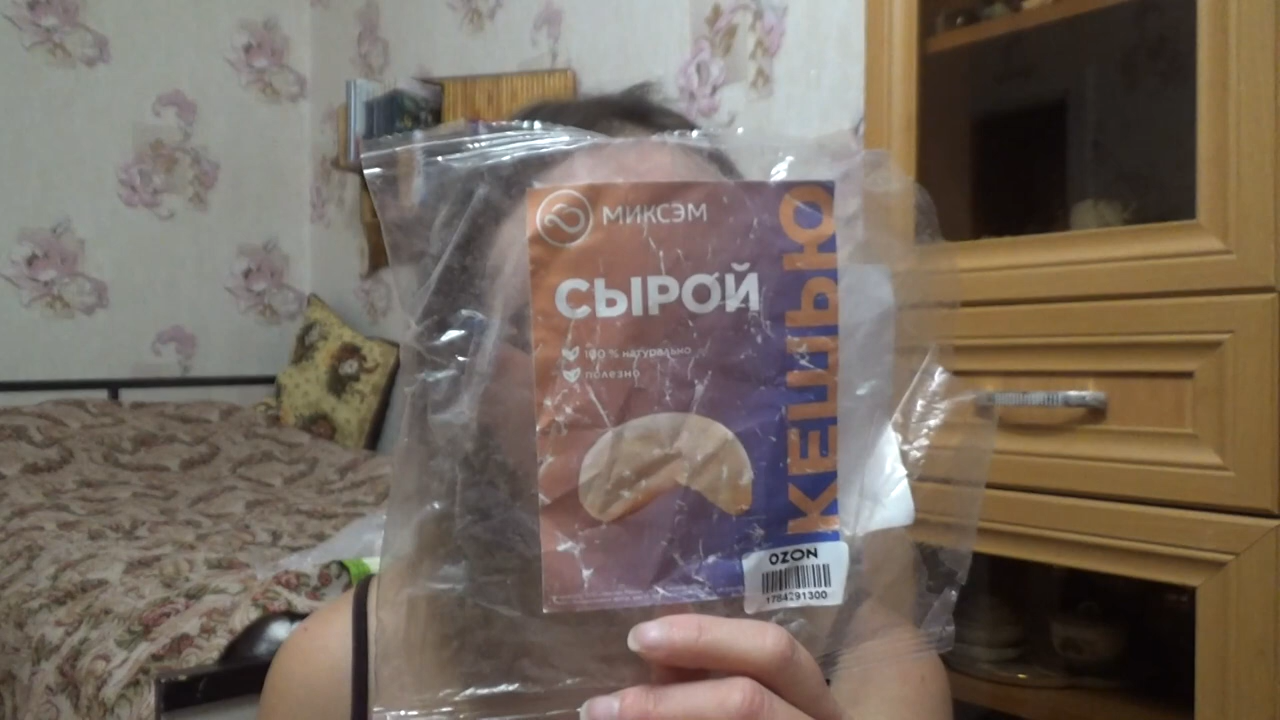 МИКСЭМ
СЫРОЙ
100 % натурально
полезно
КЕШЬЮ
OZON
1784291300